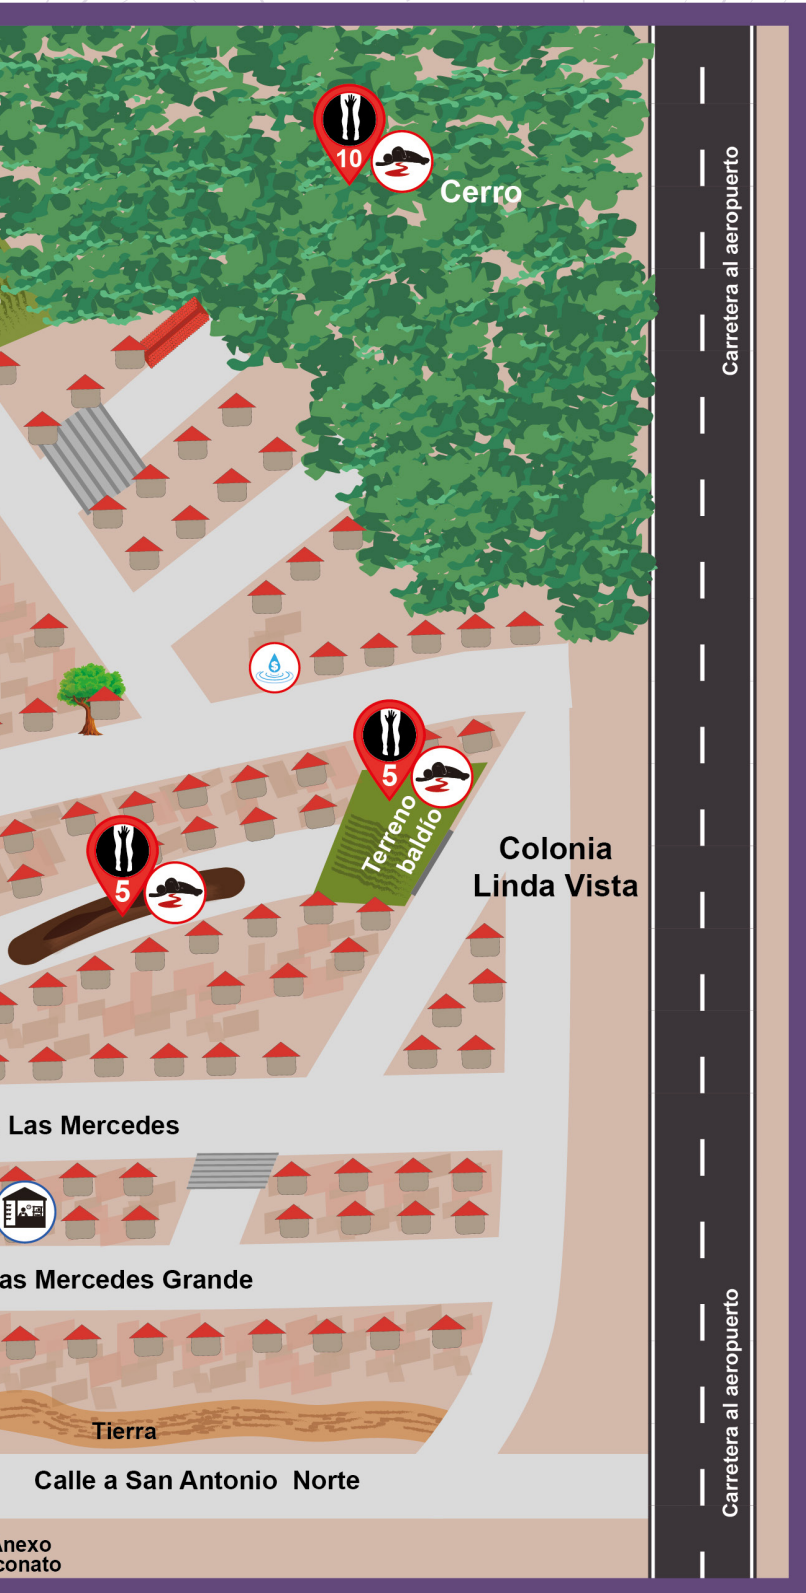 10
Cerro
Carretera al aeropuerto
$
5
Terreno
baldío
5
Colonia
Linda Vista
Las Mercedes
as Mercedes Grande
Carretera al aeropuerto
Tierra
Calle a San Antonio Norte
Anexo
conato